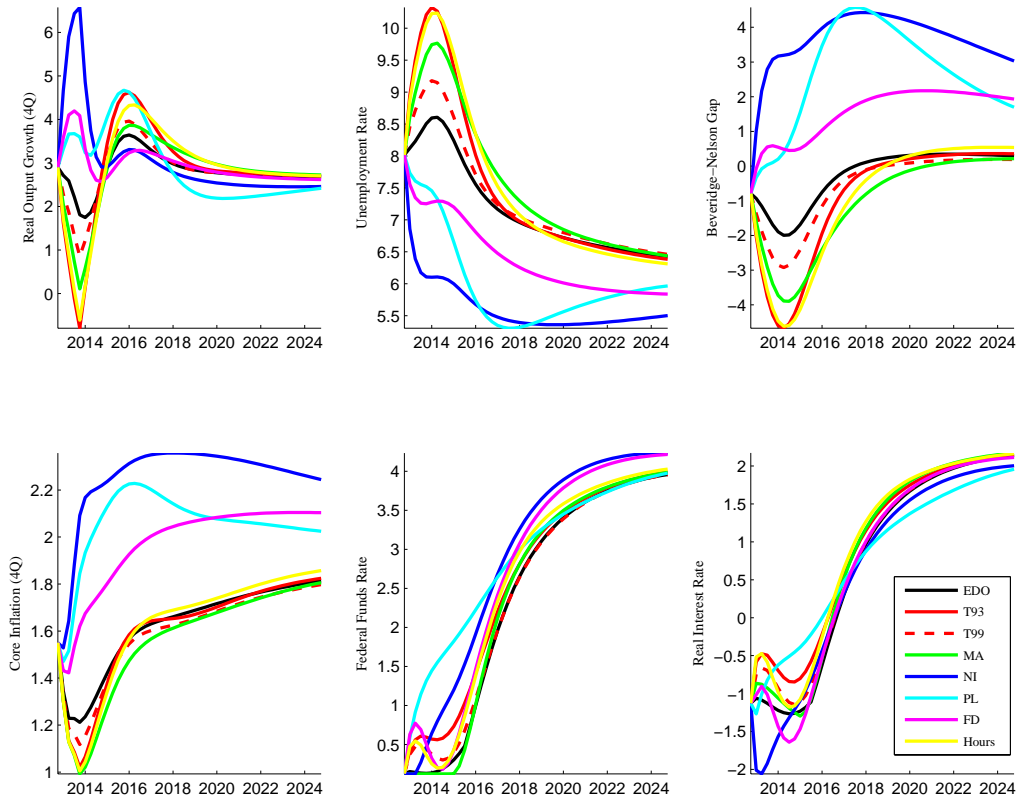 Real Output Growth (4Q)
6
5
4
3
2
1
0
2014 2016 2018 2020 2022 2024
Unemployment Rate
10
9.5
9
8.5
8
7.5
7
6.5
6
5.5
2014 2016 2018 2020 2022 2024
Beveridge−Nelson Gap
4
3
2
1
0
−1
−2
−3
−4
2014 2016 2018 2020 2022 2024
Core Inflation (4Q)
2.2
2
1.8
1.6
1.4
1.2
1
2014 2016 2018 2020 2022 2024
Federal Funds Rate
4
3.5
3
2.5
2
1.5
1
0.5
2014 2016 2018 2020 2022 2024
Real Interest Rate
2
1.5
1
0.5
0
−0.5
−1
−1.5
−2
2014 2016 2018 2020 2022 2024
EDO
T93
T99
MA
NI
PL
FD
Hours